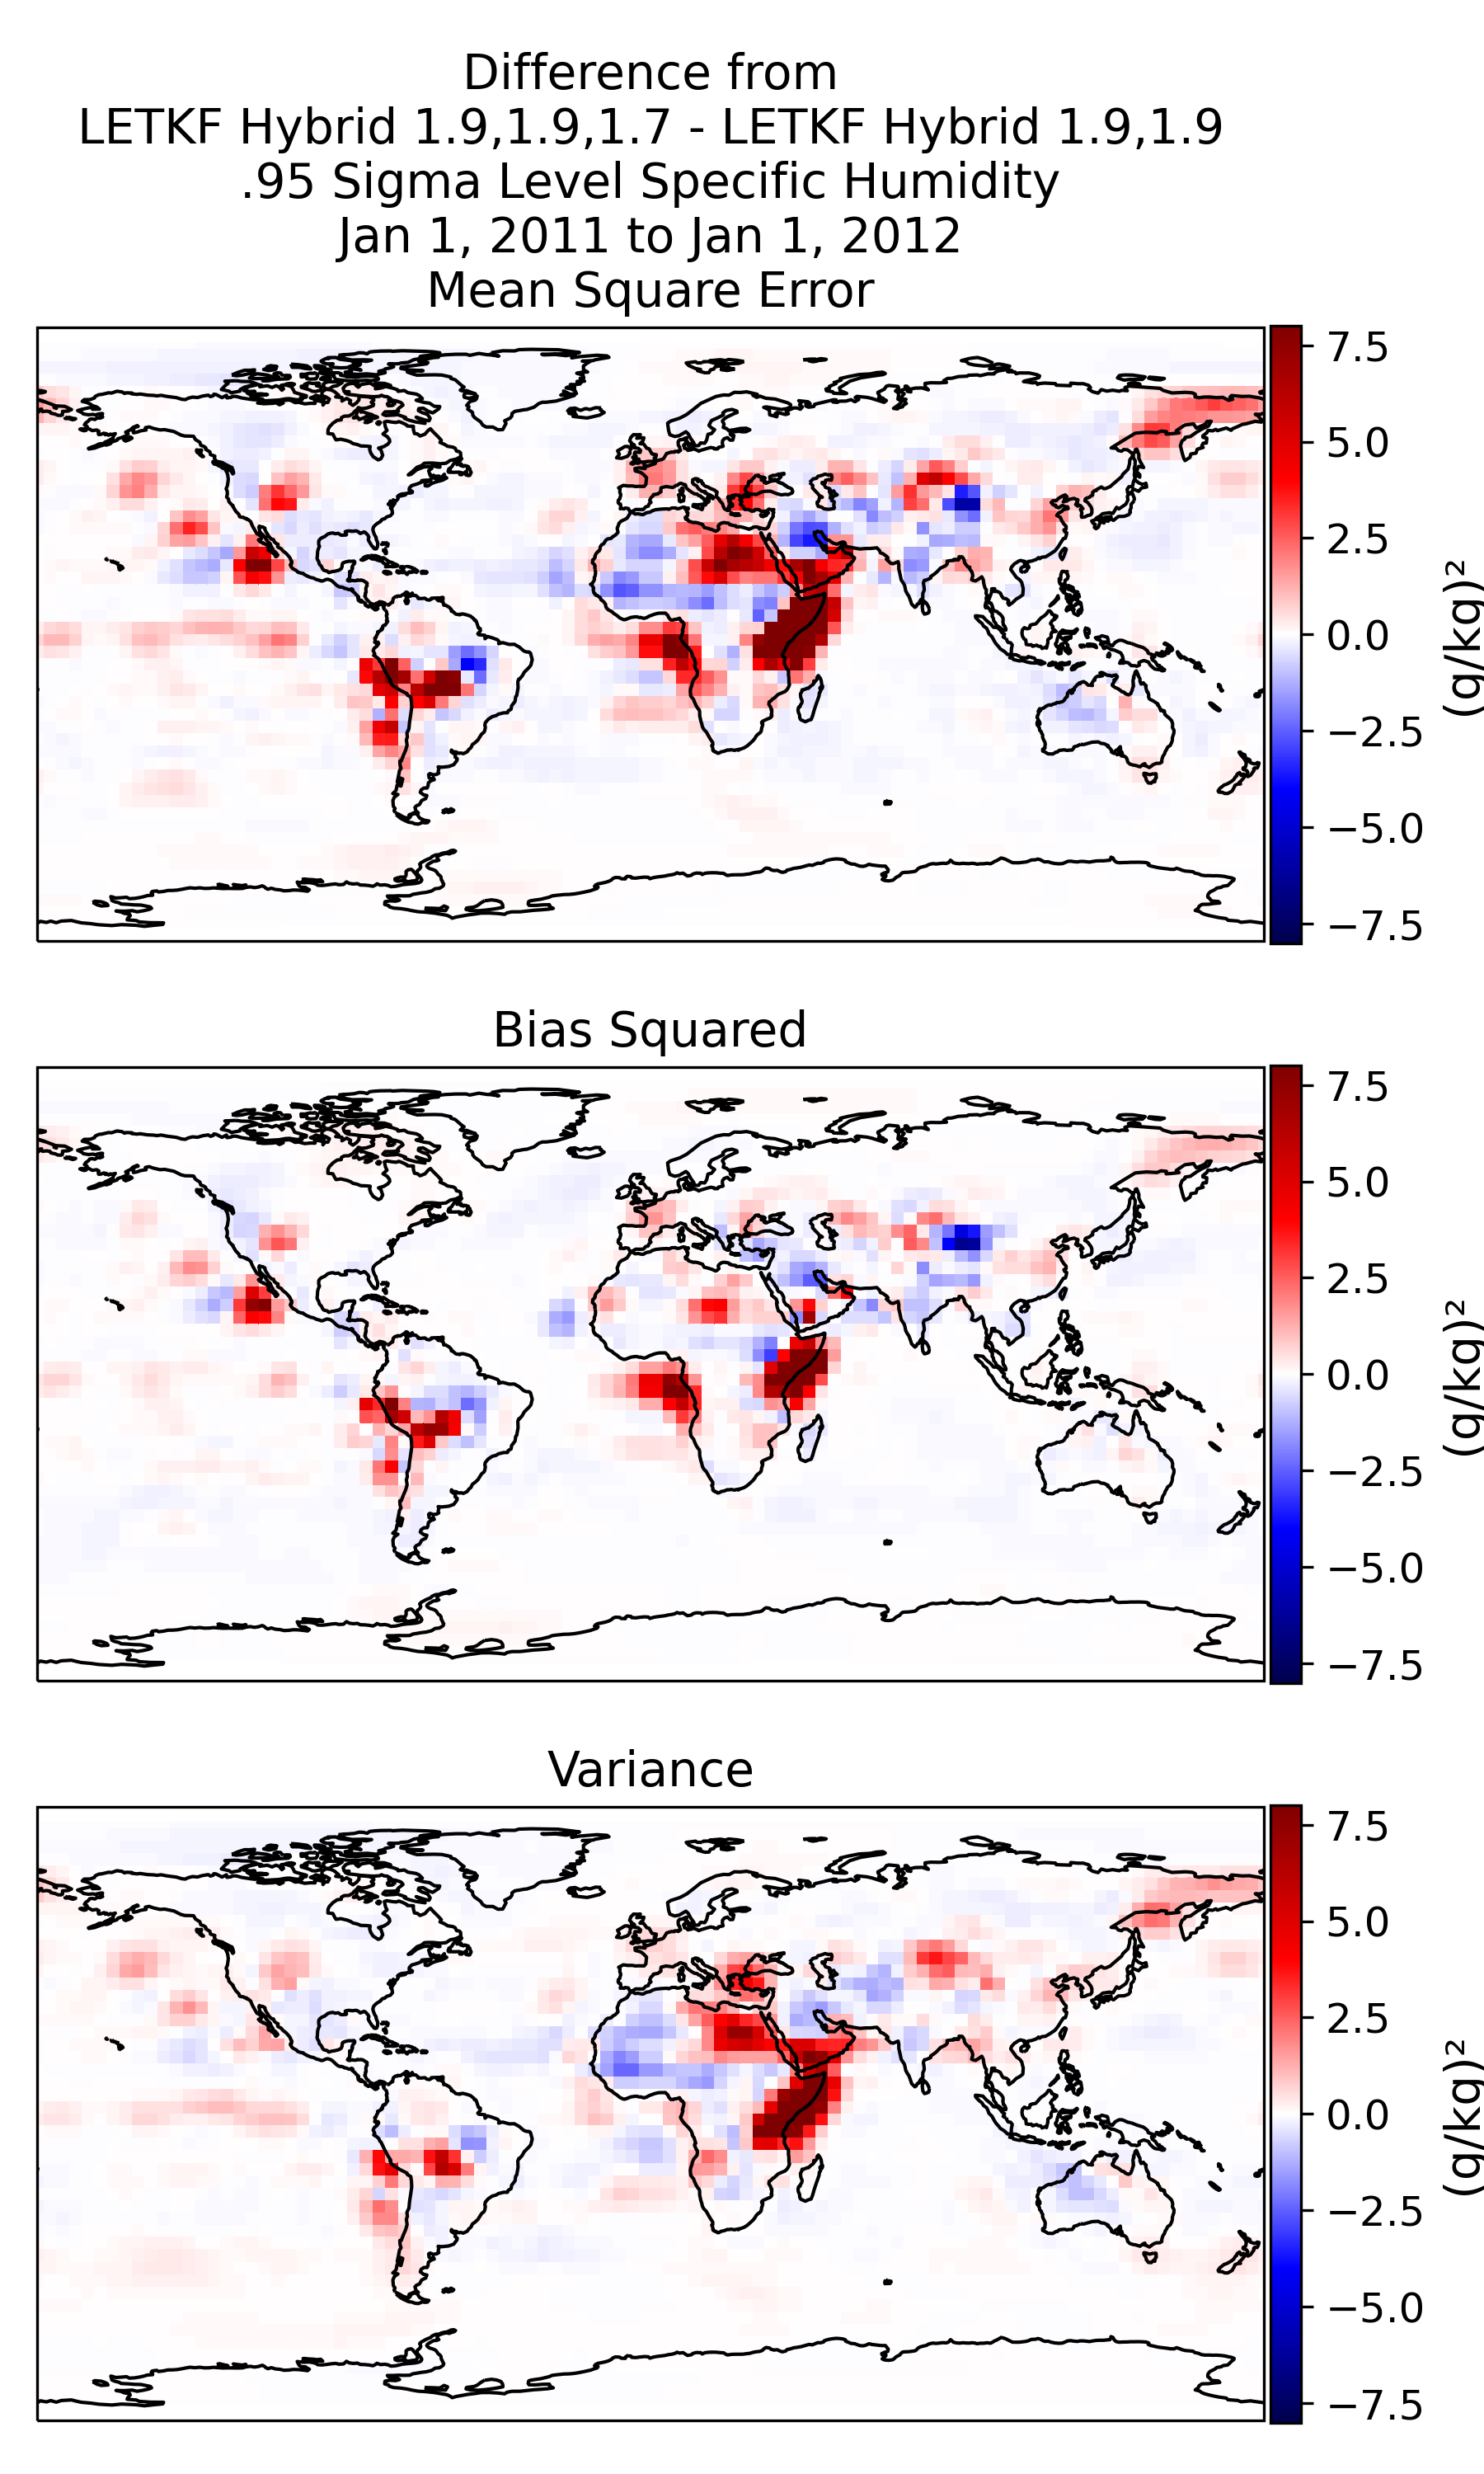 Difference from
LETKF Hybrid 1.9,1.9,1.7 - LETKF Hybrid 1.9,1.9
.95 Sigma Level Specific Humidity
Jan 1, 2011 to Jan 1, 2012
Mean Square Error
7.5
5.0
2.5
0.0
−2.5
−5.0
−7.5
(g/kg)²
Bias Squared
7.5
5.0
2.5
0.0
−2.5
−5.0
−7.5
(g/kg)²
Variance
7.5
5.0
2.5
0.0
−2.5
−5.0
−7.5
(g/kg)²